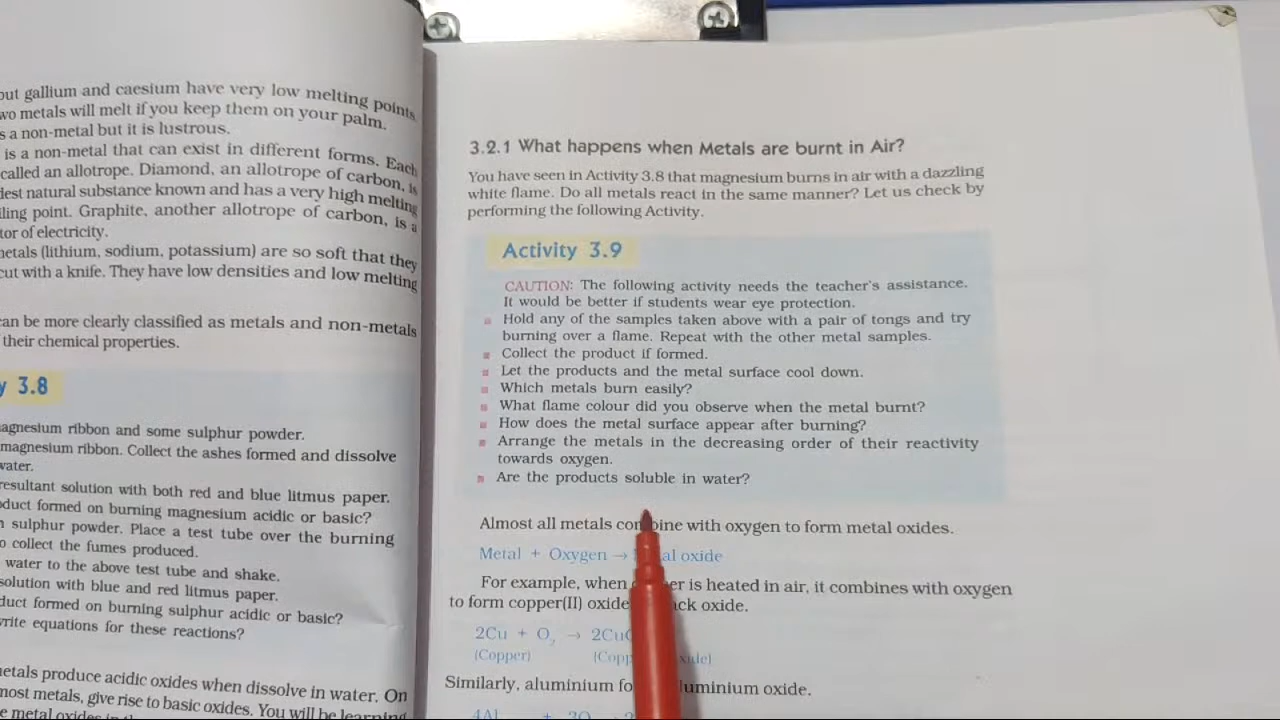 out gallium and caesium have very low melting points.
wo metals will melt if you keep them on your palm.
s a non-metal but it is lustrous.
is a non-metal that can exist in different forms. Each
called an allotrope. Diamond, an allotrope of carbon, is
dest natural substance known and has a very high melting
iling point. Graphite, another allotrope of carbon, is a
tor of electricity.
netals (lithium, sodium, potassium) are so soft that they
cut with a knife. They have low densities and low melting
can be more clearly classified as metals and non-metals
their chemical properties.
y 3.8
agnesium ribbon and some sulphur powder.
magnesium ribbon. Collect the ashes formed and dissolve
water.
resultant solution with both red and blue litmus paper.
oduct formed on burning magnesium acidic or basic?
n sulphur powder. Place a test tube over the burning
o collect the fumes produced.
water to the above test tube and shake.
solution with blue and red litmus paper.
duct formed on burning sulphur acidic or basic?
write equations for these reactions?
netals produce acidic oxides when dissolve in water. On
most metals, give rise to basic oxides. You will be learning
e metal oxides in th
3.2.1 What happens when Metals are burnt in Air?
You have seen in Activity 3.8 that magnesium burns in air with a dazzling
white flame. Do all metals react in the same manner? Let us check by
performing the following Activity.
Activity 3.9
CAUTION: The following activity needs the teacher's assistance.
It would be better if students wear eye protection.
Hold any of the samples taken above with a pair of tongs and try
burning over a flame. Repeat with the other metal samples.
Collect the product if formed.
Let the products and the metal surface cool down.
Which metals burn easily?
What flame colour did you observe when the metal burnt?
How does the metal surface appear after burning?
Arrange the metals in the decreasing order of their reactivity
towards oxygen.
Are the products soluble in water?
Almost all metals combine with oxygen to form metal oxides.
Metal + Oxygen → al oxide
For example, when er is heated in air, it combines with oxygen
to form copper(II) oxide ck oxide.
2Cu + O₂ → 2Cu
(Copper) (Copp xide)
Similarly, aluminium fo luminium oxide.
4Al +